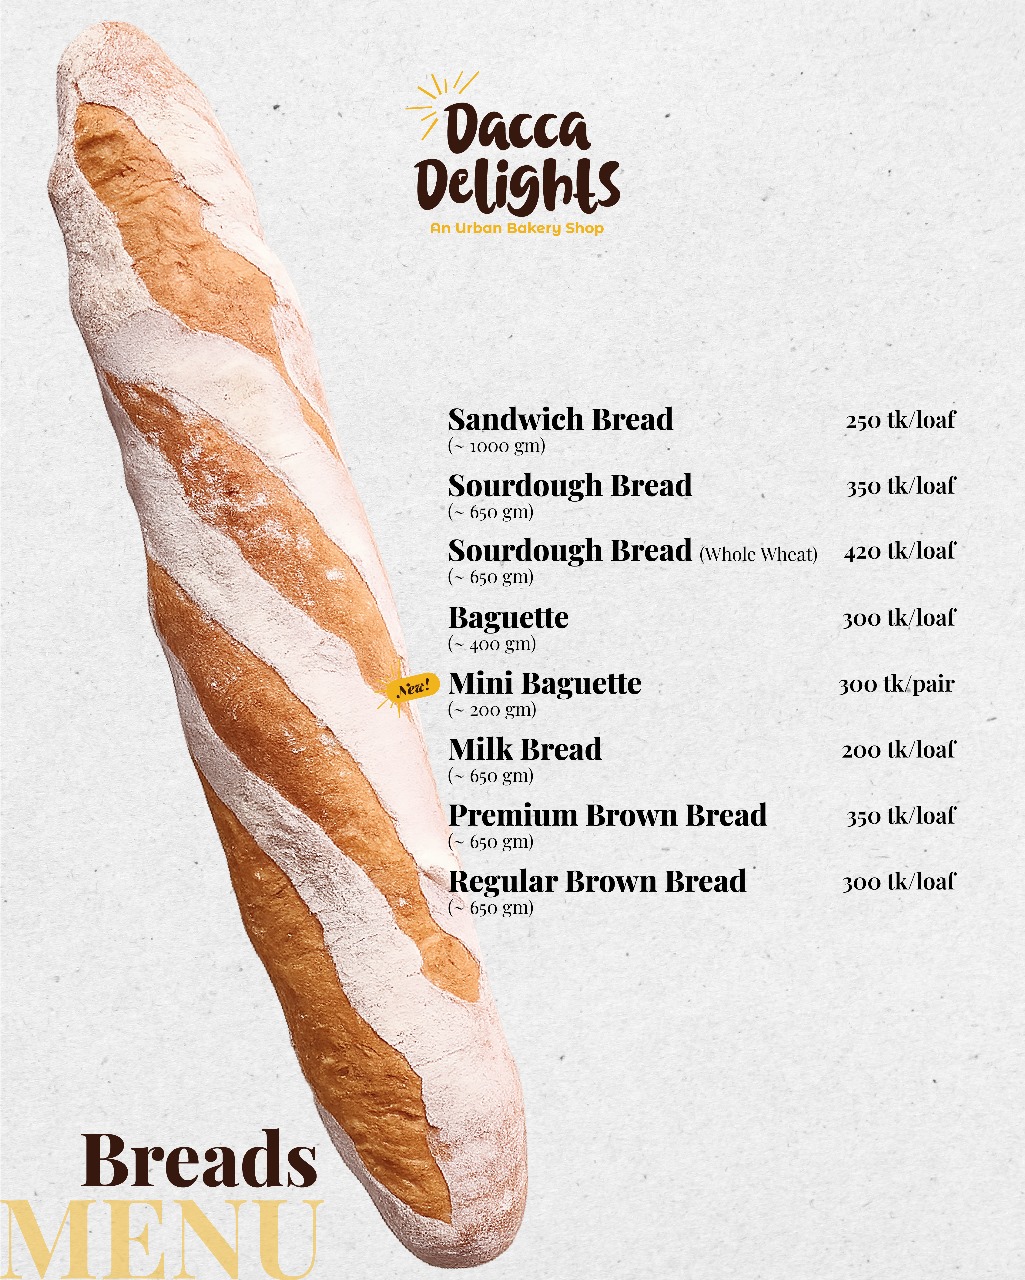 Dacca
Delights
An Urban Bakery Shop
Sandwich Bread 250 tk/loaf
(~ 1000 gm)
Sourdough Bread 350 tk/loaf
(~ 650 gm)
Sourdough Bread (Whole Wheat) 420 tk/loaf
(~ 650 gm)
Baguette 300 tk/loaf
(~ 400 gm)
New! Mini Baguette 300 tk/pair
(~ 200 gm)
Milk Bread 200 tk/loaf
(~ 650 gm)
Premium Brown Bread 350 tk/loaf
(~ 650 gm)
Regular Brown Bread 300 tk/loaf
(~ 650 gm)
Breads
MENU